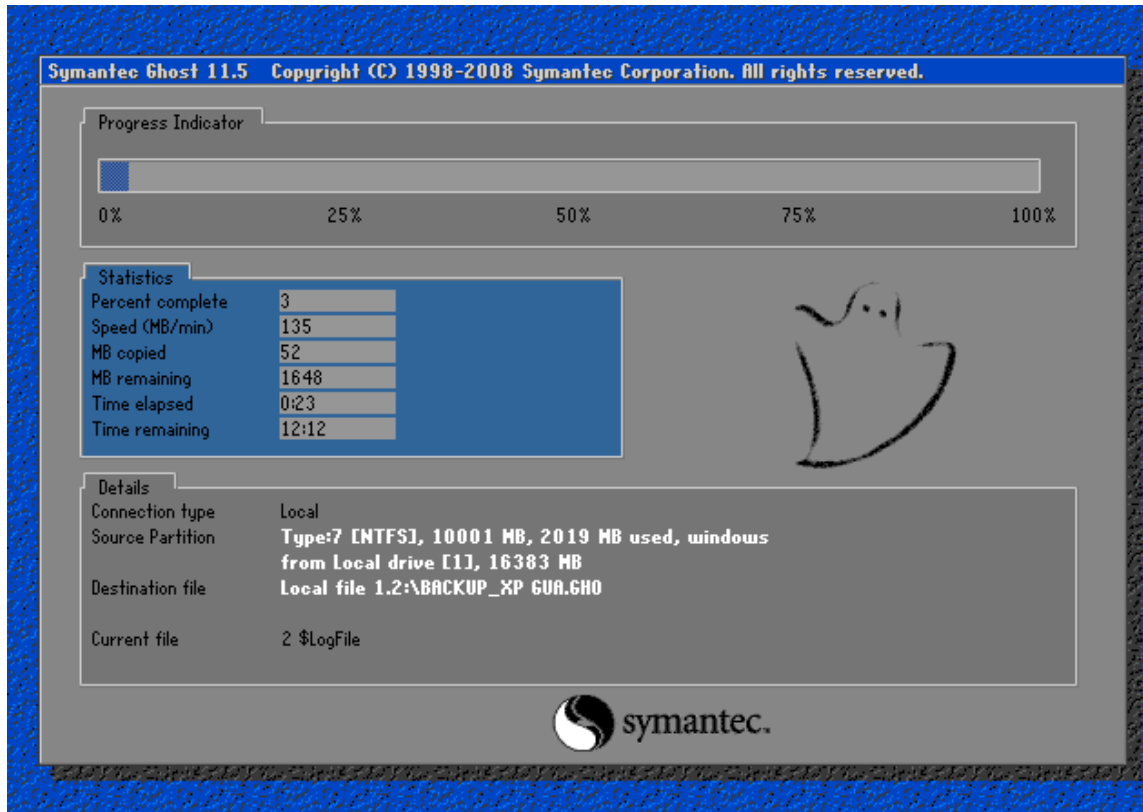 Symantec Ghost 11.5 Copyright (C) 1998-2008 Symantec Corporation. All rights reserved.
Progress Indicator
0% 25% 50% 75% 100%
Statistics
Percent complete 3
Speed (MB/min) 135
MB copied 52
MB remaining 1648
Time elapsed 0:23
Time remaining 12:12
Details
Connection type Local
Source Partition Type:7 [NTFS], 10001 MB, 2019 MB used, windows
from Local drive [1], 16383 MB
Destination file Local file 1.2:\BACKUP_XP GUA.GHO
Current file 2 $LogFile
symantec.